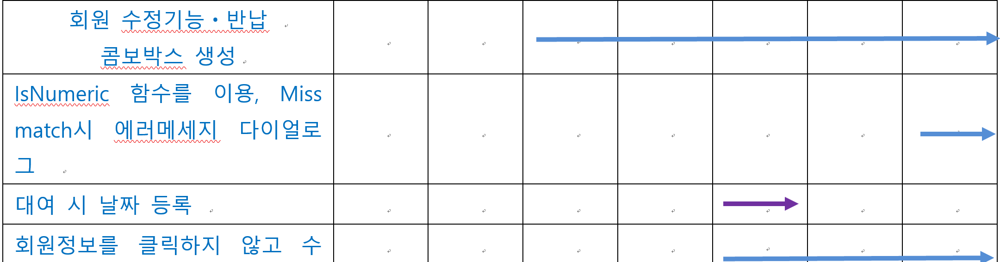 회원 수정기능·반납
콤보박스 생성
IsNumeric 함수를 이용, Miss
match시 에러메세지 다이얼로
그
대여 시 날짜 등록
회원정보를 클릭하지 않고 수